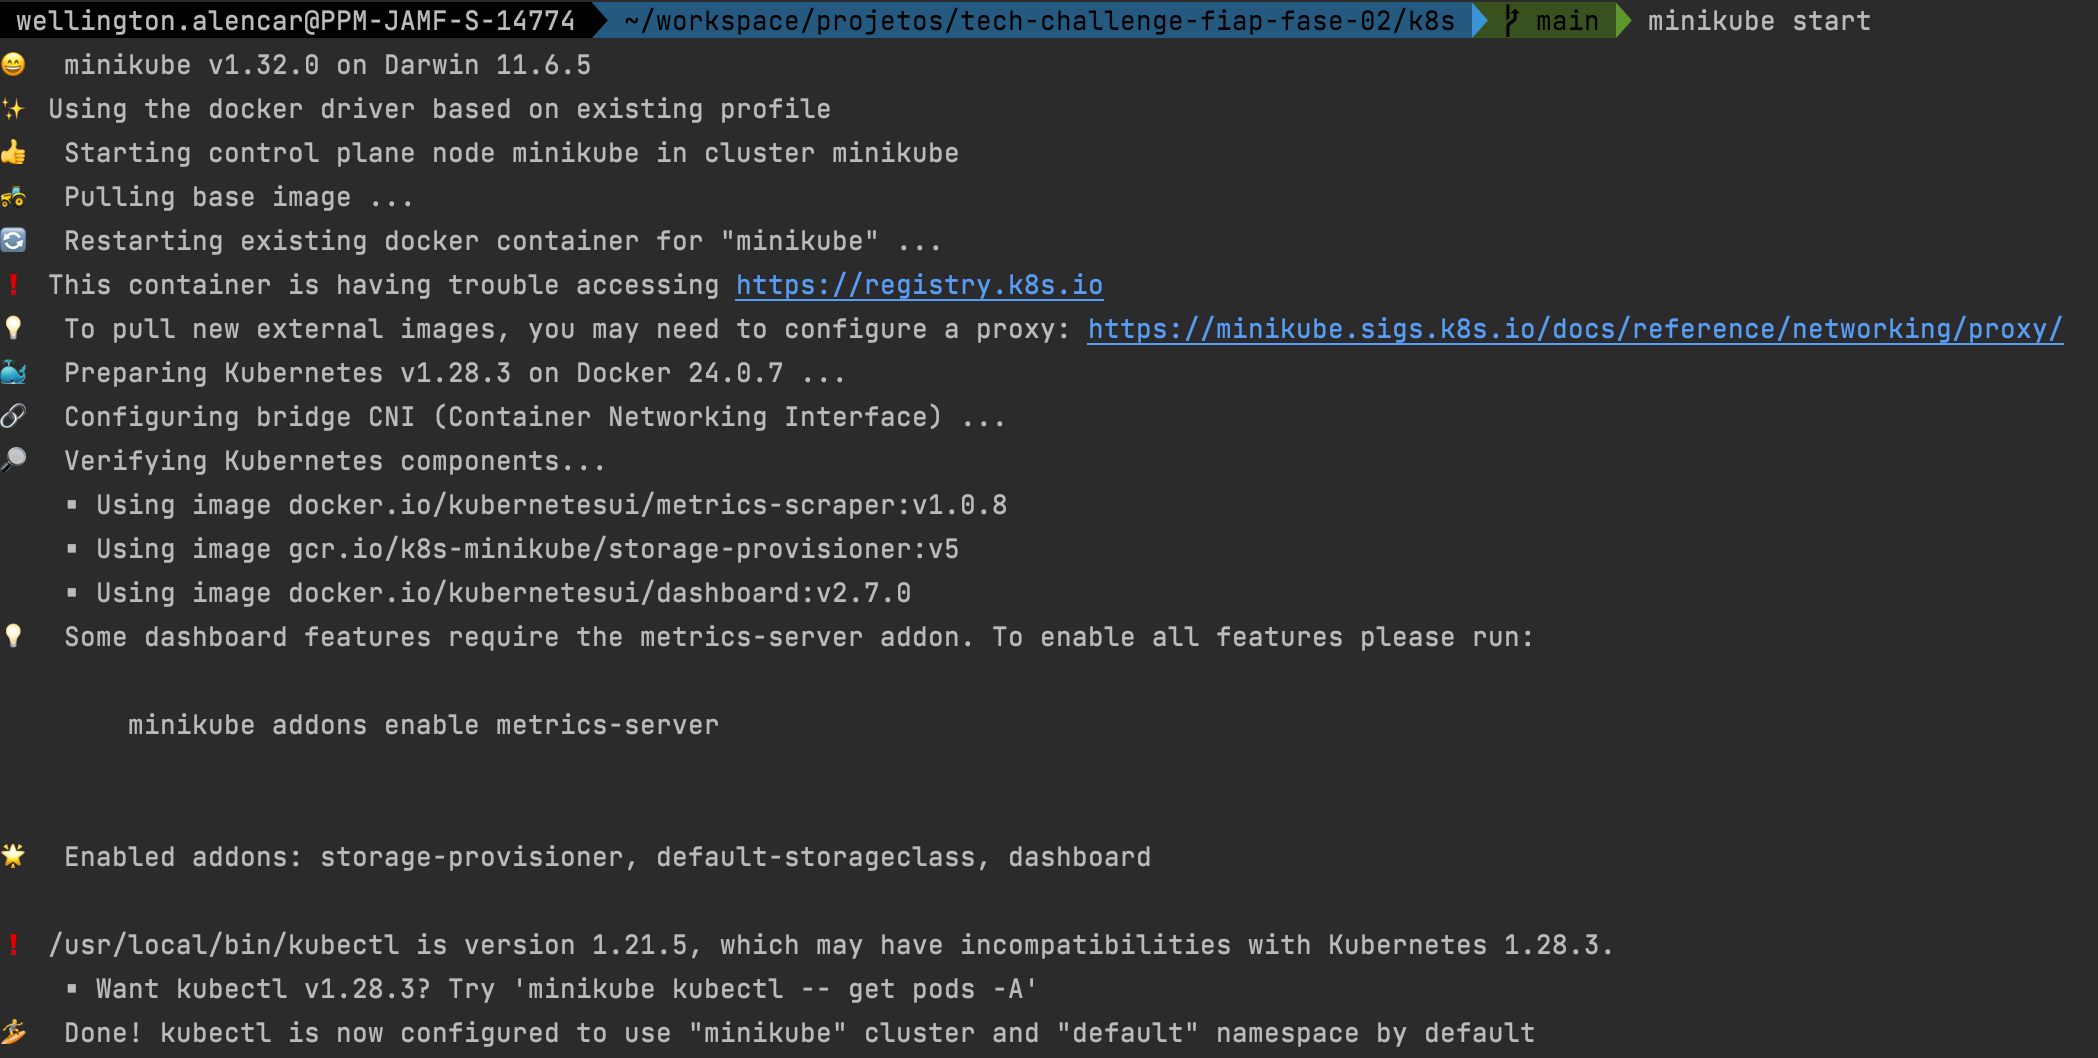 wellington.alencar@PPM-JAMF-S-14774 ~/workspace/projetos/tech-challenge-fiap-fase-02/k8s main minikube start
😄 minikube v1.32.0 on Darwin 11.6.5
✨ Using the docker driver based on existing profile
👍 Starting control plane node minikube in cluster minikube
🚜 Pulling base image ...
🔄 Restarting existing docker container for "minikube" ...
❗ This container is having trouble accessing https://registry.k8s.io
💡 To pull new external images, you may need to configure a proxy: https://minikube.sigs.k8s.io/docs/reference/networking/proxy/
🐳 Preparing Kubernetes v1.28.3 on Docker 24.0.7 ...
🔗 Configuring bridge CNI (Container Networking Interface) ...
🔎 Verifying Kubernetes components...
▪ Using image docker.io/kubernetesui/metrics-scraper:v1.0.8
▪ Using image gcr.io/k8s-minikube/storage-provisioner:v5
▪ Using image docker.io/kubernetesui/dashboard:v2.7.0
💡 Some dashboard features require the metrics-server addon. To enable all features please run:
minikube addons enable metrics-server
🌟 Enabled addons: storage-provisioner, default-storageclass, dashboard
❗ /usr/local/bin/kubectl is version 1.21.5, which may have incompatibilities with Kubernetes 1.28.3.
▪ Want kubectl v1.28.3? Try 'minikube kubectl -- get pods -A'
🏄 Done! kubectl is now configured to use "minikube" cluster and "default" namespace by default